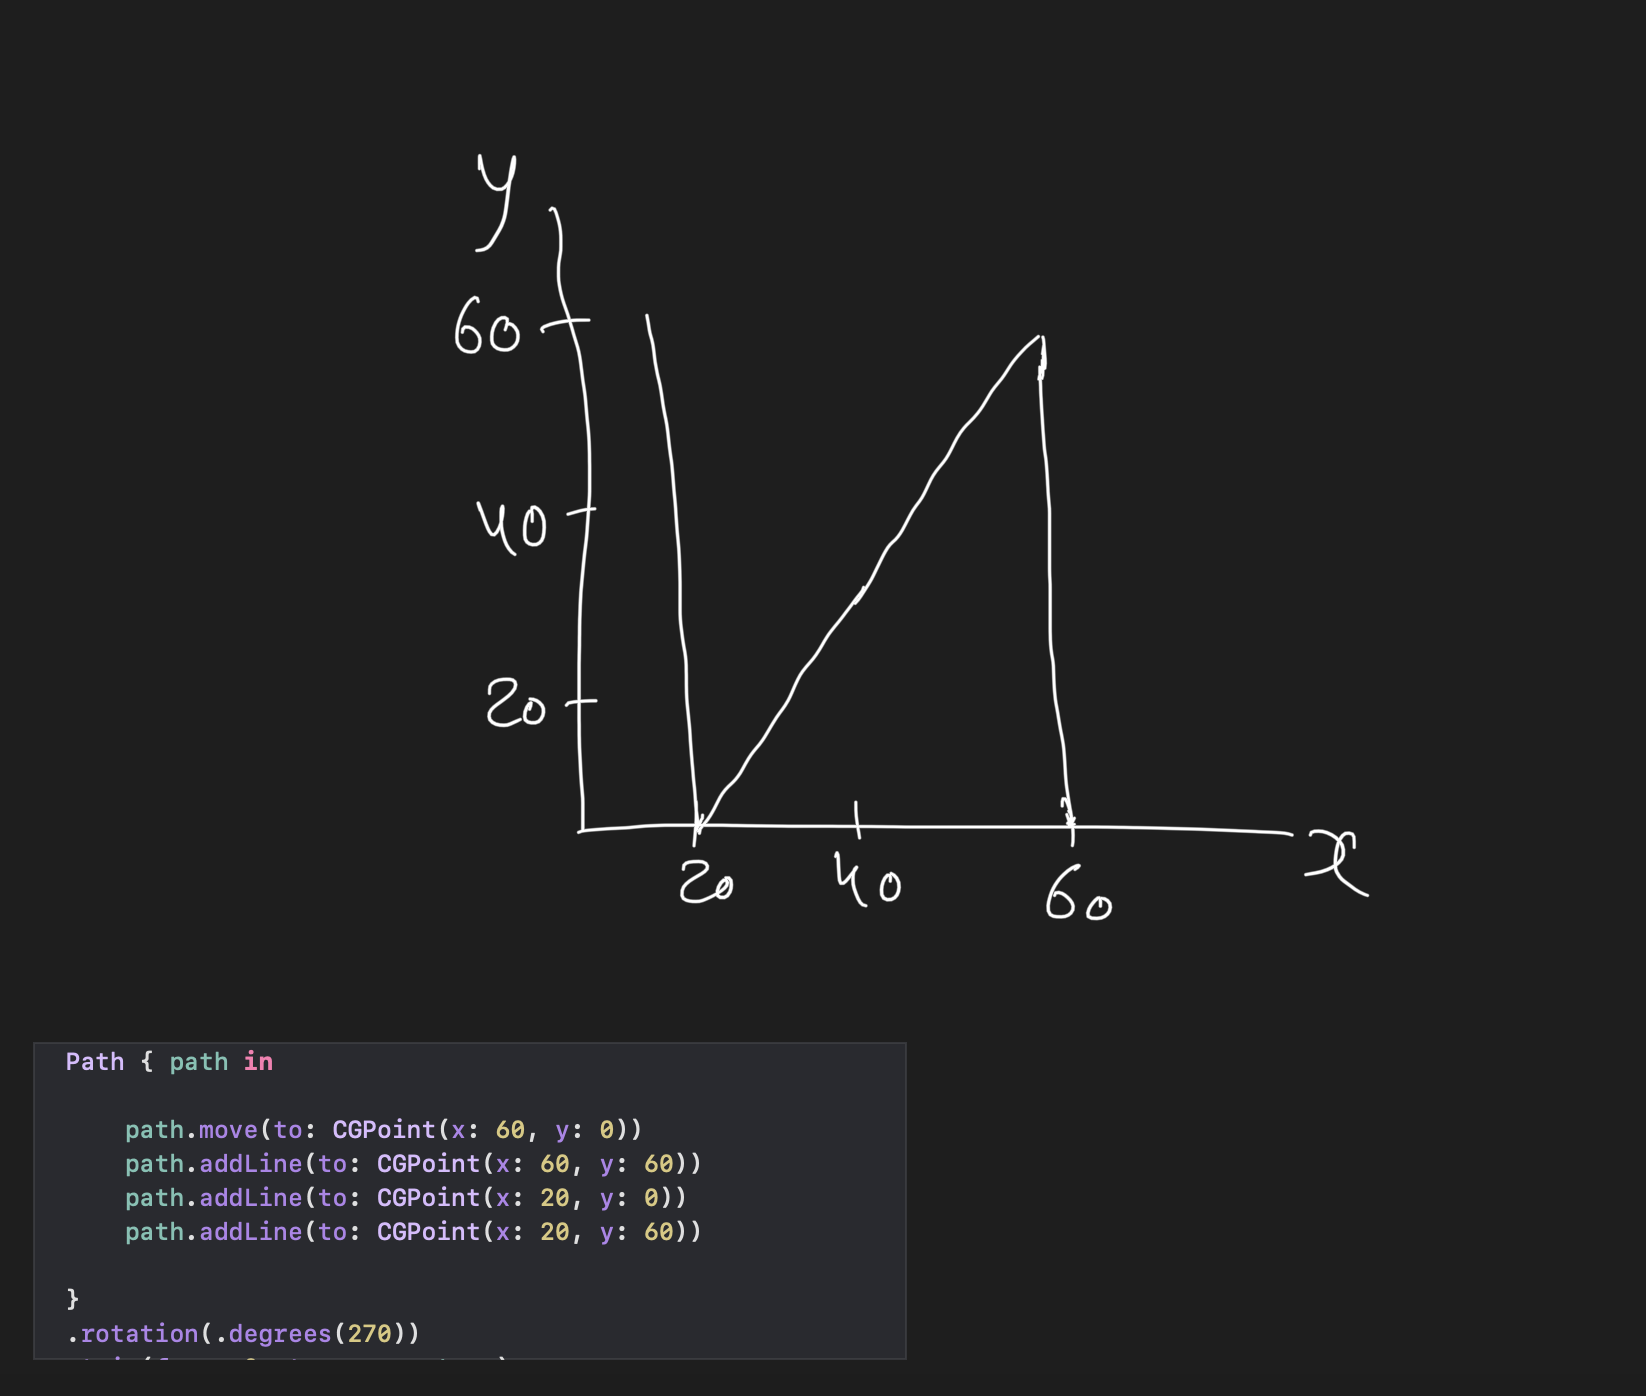 y
60
40
20
20 40 60 x
Path { path in
path.move(to: CGPoint(x: 60, y: 0))
path.addLine(to: CGPoint(x: 60, y: 60))
path.addLine(to: CGPoint(x: 20, y: 0))
path.addLine(to: CGPoint(x: 20, y: 60))
}
.rotation(.degrees(270))